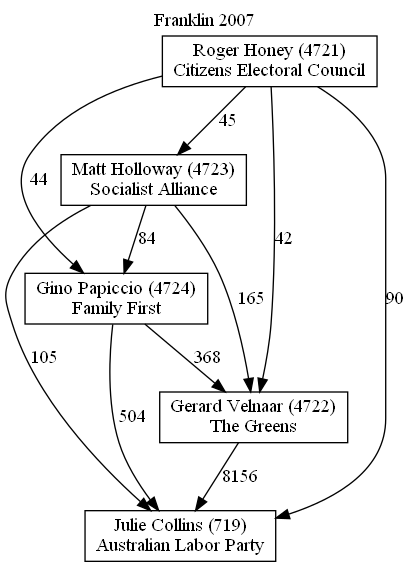 Franklin 2007
Roger Honey (4721)
Citizens Electoral Council
45
Matt Holloway (4723)
Socialist Alliance
44
84
42
Gino Papiccio (4724)
Family First
165
90
105
368
504
Gerard Velnaar (4722)
The Greens
8156
Julie Collins (719)
Australian Labor Party